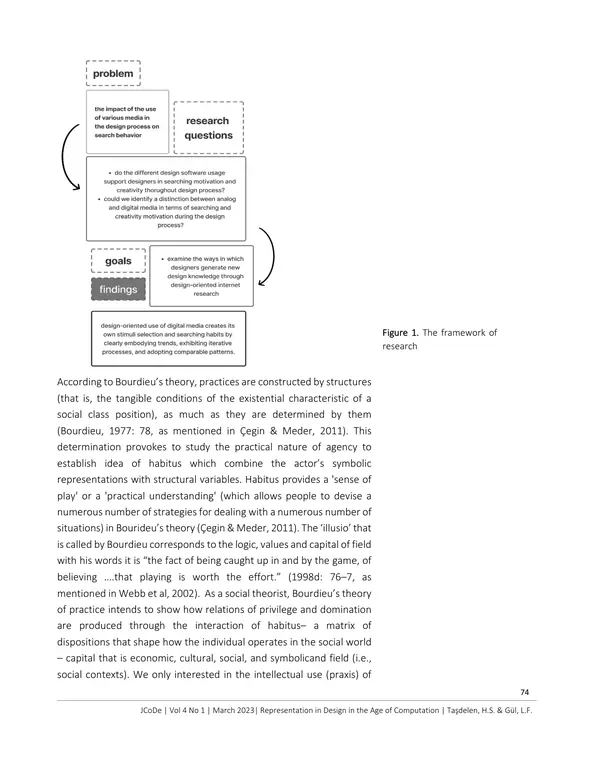 problem
the impact of the use
of various media in
the design process on
search behavior
research
questions
• do the different design software usage
support designers in searching motivation and
creativity thorughout design process?
• could we identify a distinction between analog
and digital media in terms of searching and
creativity motivation during the design
process?
goals
findings
• examine the ways in which
designers generate new
design knowledge through
design-oriented internet
research
design-oriented use of digital media creates its
own stimuli selection and searching habits by
clearly embodying trends, exhibiting iterative
processes, and adopting comparable patterns.
Figure 1. The framework of
research
According to Bourdieu’s theory, practices are constructed by structures
(that is, the tangible conditions of the existential characteristic of a
social class position), as much as they are determined by them
(Bourdieu, 1977: 78, as mentioned in Çegin & Meder, 2011). This
determination provokes to study the practical nature of agency to
establish idea of habitus which combine the actor’s symbolic
representations with structural variables. Habitus provides a 'sense of
play' or a 'practical understanding' (which allows people to devise a
numerous number of strategies for dealing with a numerous number of
situations) in Bourideu’s theory (Çegin & Meder, 2011). The ‘illusio’ that
is called by Bourdieu corresponds to the logic, values and capital of field
with his words it is “the fact of being caught up in and by the game, of
believing ....that playing is worth the effort.” (1998d: 76–7, as
mentioned in Webb et al, 2002). As a social theorist, Bourdieu’s theory
of practice intends to show how relations of privilege and domination
are produced through the interaction of habitus– a matrix of
dispositions that shape how the individual operates in the social world
– capital that is economic, cultural, social, and symbolicand field (i.e.,
social contexts). We only interested in the intellectual use (praxis) of
74
JCoDe | Vol 4 No 1 | March 2023| Representation in Design in the Age of Computation | Taşdelen, H.S. & Gül, L.F.